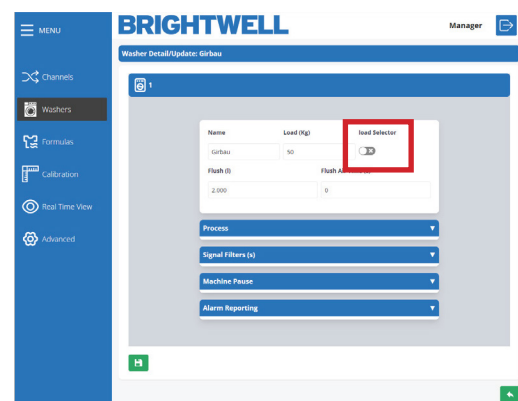 MENU
BRIGHTWELL
Manager
Washer Detail/Update: Girbau
Channels
Washers
Formulas
Calibration
Real Time View
Advanced
1
Name Load (Kg) load Selector
Girbau 50
Flush (l) Flush
2.000 0
Process
Signal Filters (s)
Machine Pause
Alarm Reporting